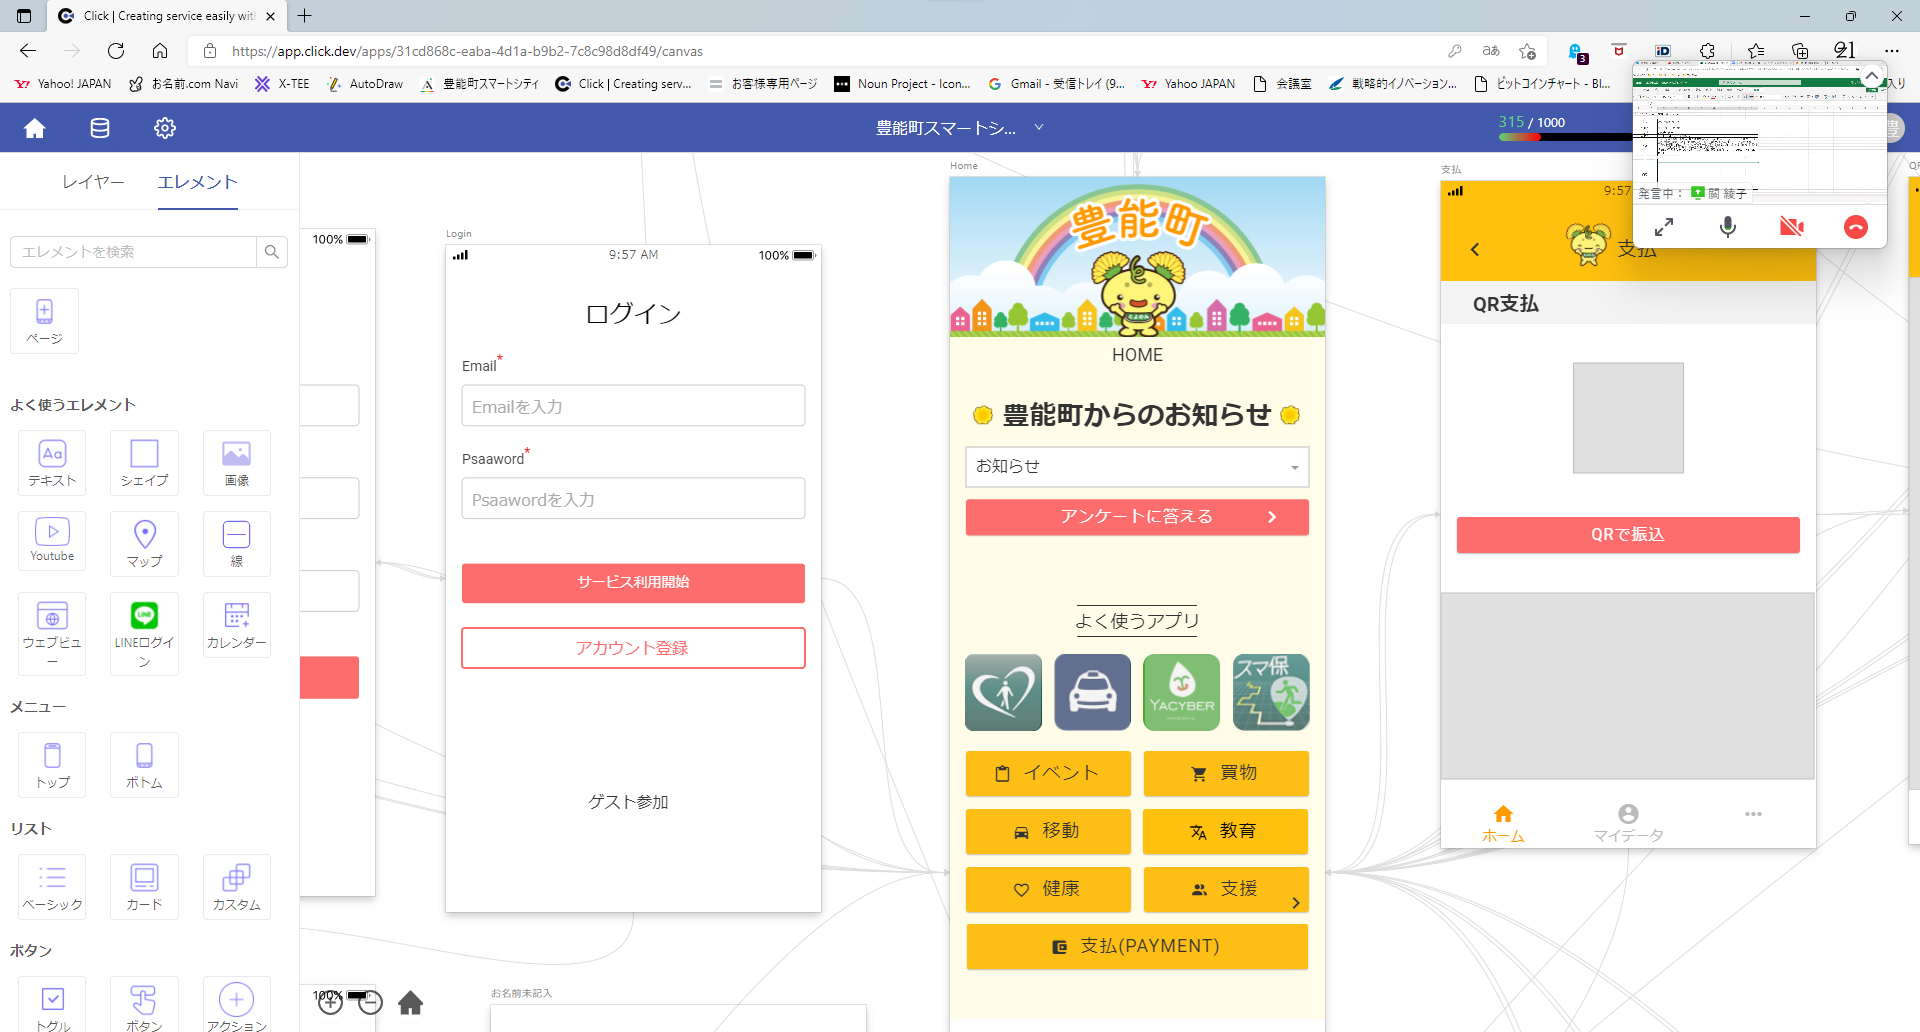 Click | Creating service easily with
https://app.click.dev/apps/31cd868c-eaba-4d1a-b9b2-7c8c98d8df49/canvas
aあ
3
Yahoo! JAPAN
お名前.com Navi
X-TEE
AutoDraw
豊能町スマートシティ
Click | Creating serv...
お客様専用ページ
Noun Project - Icon...
Gmail - 受信トレイ (9...
Yahoo JAPAN
会議室
戦略的イノベーション...
ビットコインチャート - Bl...
入り
豊能町スマートシ...
315 / 1000
豊
発言中： 關 綾子
レイヤー
エレメント
エレメントを検索
ページ
よく使うエレメント
Aa
テキスト
シェイプ
画像
Youtube
マップ
線
ウェブビュー
LINE
LINEログイン
カレンダー
メニュー
トップ
ボトム
リスト
ベーシック
カード
カスタム
ボタン
トグル
ボタン
アクション
100%
100%
Login
9:57 AM
100%
ログイン
Email*
Emailを入力
Psaaword*
Psaawordを入力
サービス利用開始
アカウント登録
ゲスト参加
お名前未記入
Home
豊能町
HOME
豊能町からのお知らせ
お知らせ
アンケートに答える
よく使うアプリ
YACYBER
スマ保
イベント
買物
移動
教育
健康
支援
支払(PAYMENT)
支払
9:57
支払
QR支払
QRで振込
ホーム
マイデータ